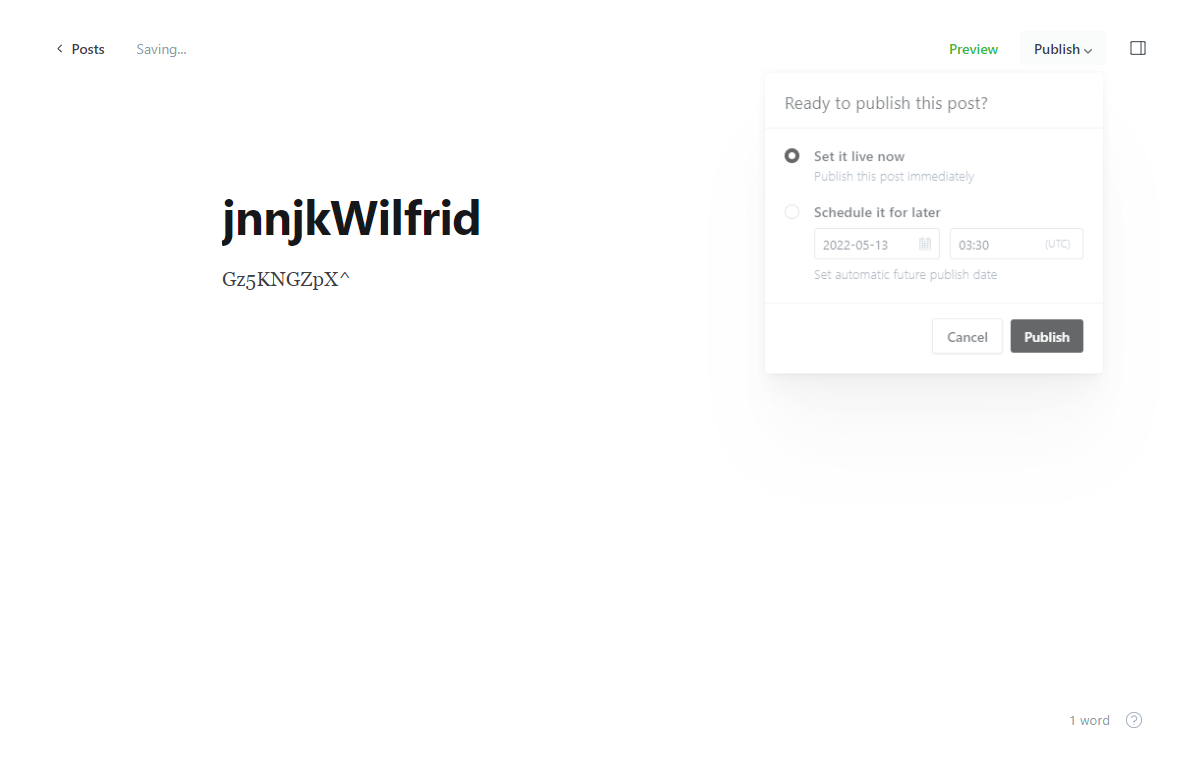 Posts Saving... Preview Publish
Ready to publish this post?
Set it live now
Publish this post immediately
Schedule it for later
2022-05-13 03:30 (UTC)
Set automatic future publish date
Cancel Publish
jnnjkWilfrid
Gz5KNGZpX^
1 word ?